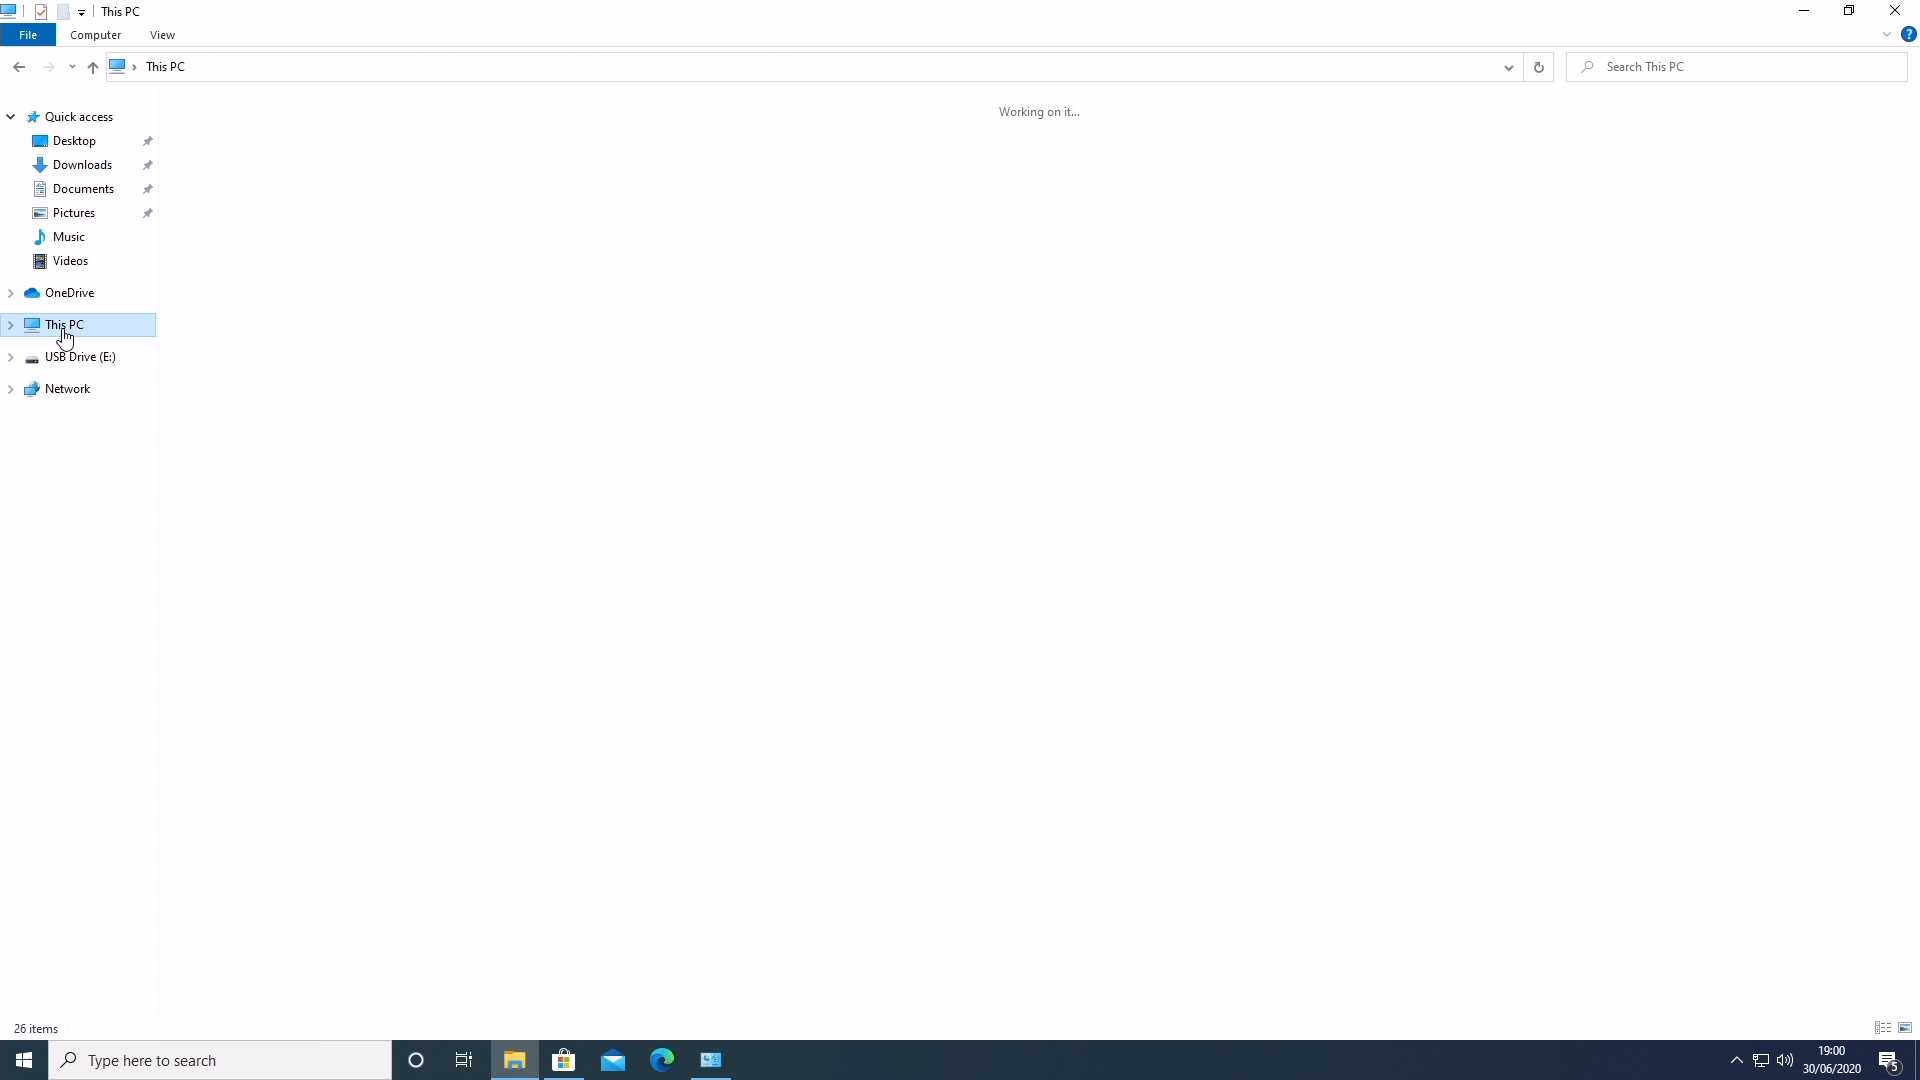 This PC
File
Computer
View
This PC
Search This PC
Working on it...
Quick access
Desktop
Downloads
Documents
Pictures
Music
Videos
OneDrive
This PC
USB Drive (E:)
Network
26 items
Type here to search
19:00
30/06/2020
5